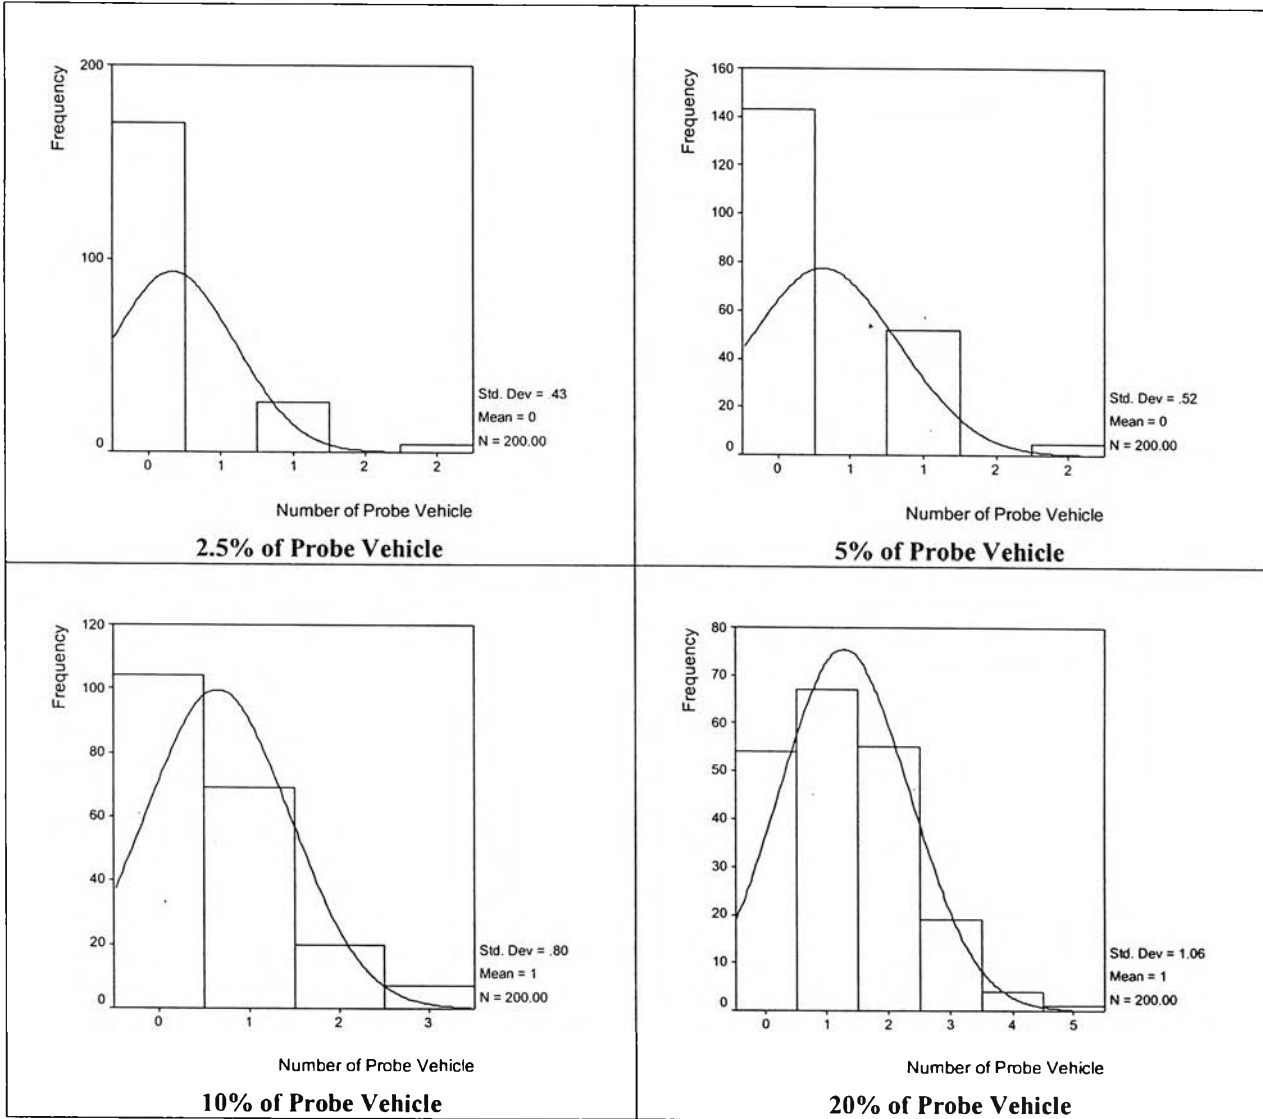 Frequency
200
100
0
0 1 1 2 2
Std. Dev = .43
Mean = 0
N = 200.00
Number of Probe Vehicle
2.5% of Probe Vehicle
Frequency
160
140
120
100
80
60
40
20
0
0 1 1 2 2
Std. Dev = .52
Mean = 0
N = 200.00
Number of Probe Vehicle
5% of Probe Vehicle
Frequency
120
100
80
60
40
20
0
0 1 2 3
Std. Dev = .80
Mean = 1
N = 200.00
Number of Probe Vehicle
10% of Probe Vehicle
Frequency
80
70
60
50
40
30
20
10
0
0 1 2 3 4 5
Std. Dev = 1.06
Mean = 1
N = 200.00
Number of Probe Vehicle
20% of Probe Vehicle